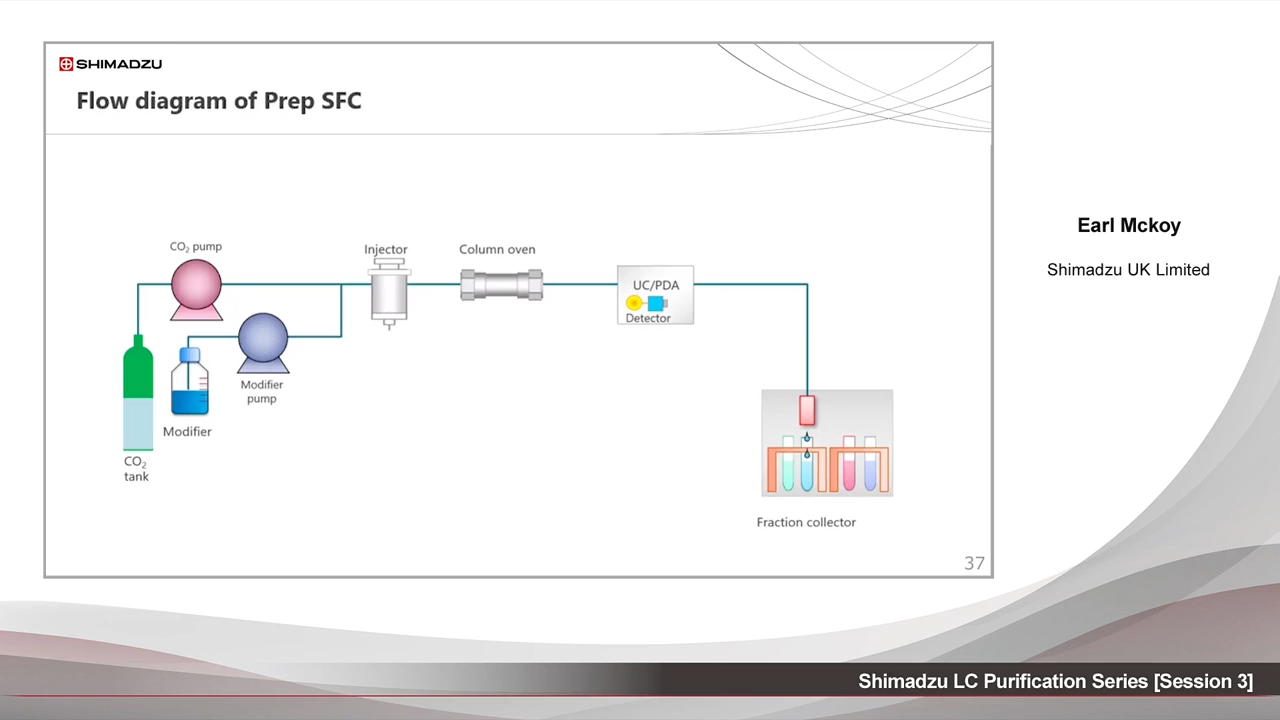 SHIMADZU
Flow diagram of Prep SFC
CO2 pump
Injector
Column oven
UC/PDA
Detector
Modifier
pump
Modifier
CO2
tank
Fraction collector
37
Earl Mckoy
Shimadzu UK Limited
Shimadzu LC Purification Series [Session 3]